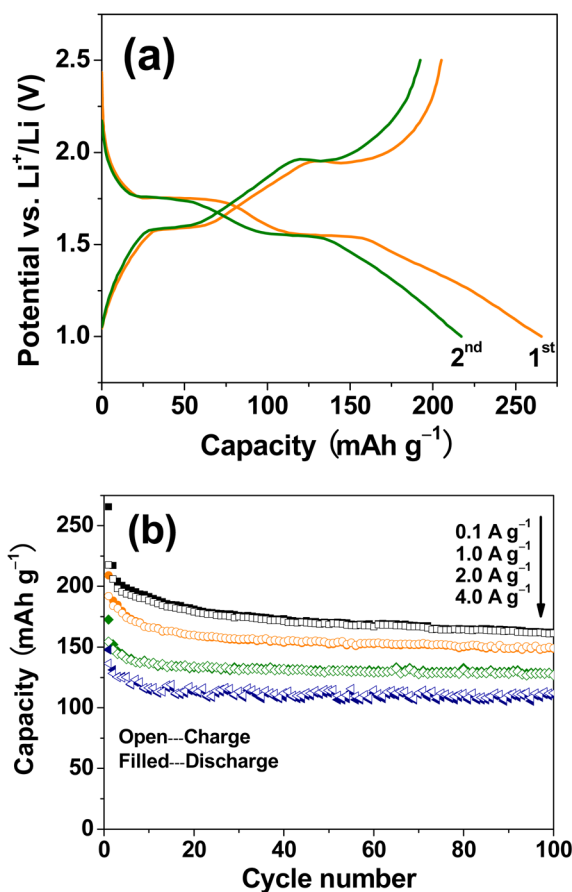 (a)
2.5
2.0
1.5
1.0
Potential vs. Li⁺/Li (V)
2ⁿᵈ 1ˢᵗ
0 50 100 150 200 250
Capacity (mAh g⁻¹)
(b)
250
200
150
100
50
0
Capacity (mAh g⁻¹)
0.1 A g⁻¹
1.0 A g⁻¹
2.0 A g⁻¹
4.0 A g⁻¹
Open---Charge
Filled---Discharge
0 20 40 60 80 100
Cycle number